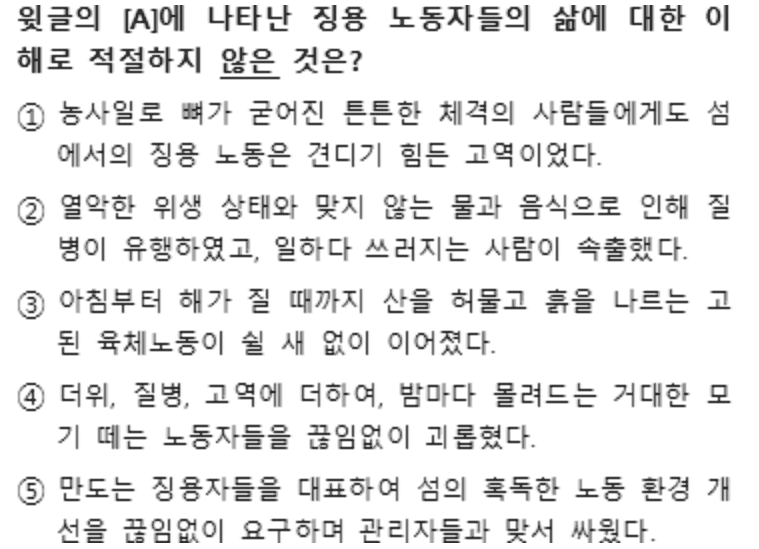 윗글의 [A]에 나타난 징용 노동자들의 삶에 대한 이
해로 적절하지 않은 것은?
① 농사일로 뼈가 굳어진 튼튼한 체격의 사람들에게도 섬
에서의 징용 노동은 견디기 힘든 고역이었다.
② 열악한 위생 상태와 맞지 않는 물과 음식으로 인해 질
병이 유행하였고, 일하다 쓰러지는 사람이 속출했다.
③ 아침부터 해가 질 때까지 산을 허물고 흙을 나르는 고
된 육체노동이 쉴 새 없이 이어졌다.
④ 더위, 질병, 고역에 더하여, 밤마다 몰려드는 거대한 모
기 떼는 노동자들을 끊임없이 괴롭혔다.
⑤ 만도는 징용자들을 대표하여 섬의 혹독한 노동 환경 개
선을 끊임없이 요구하며 관리자들과 맞서 싸웠다.